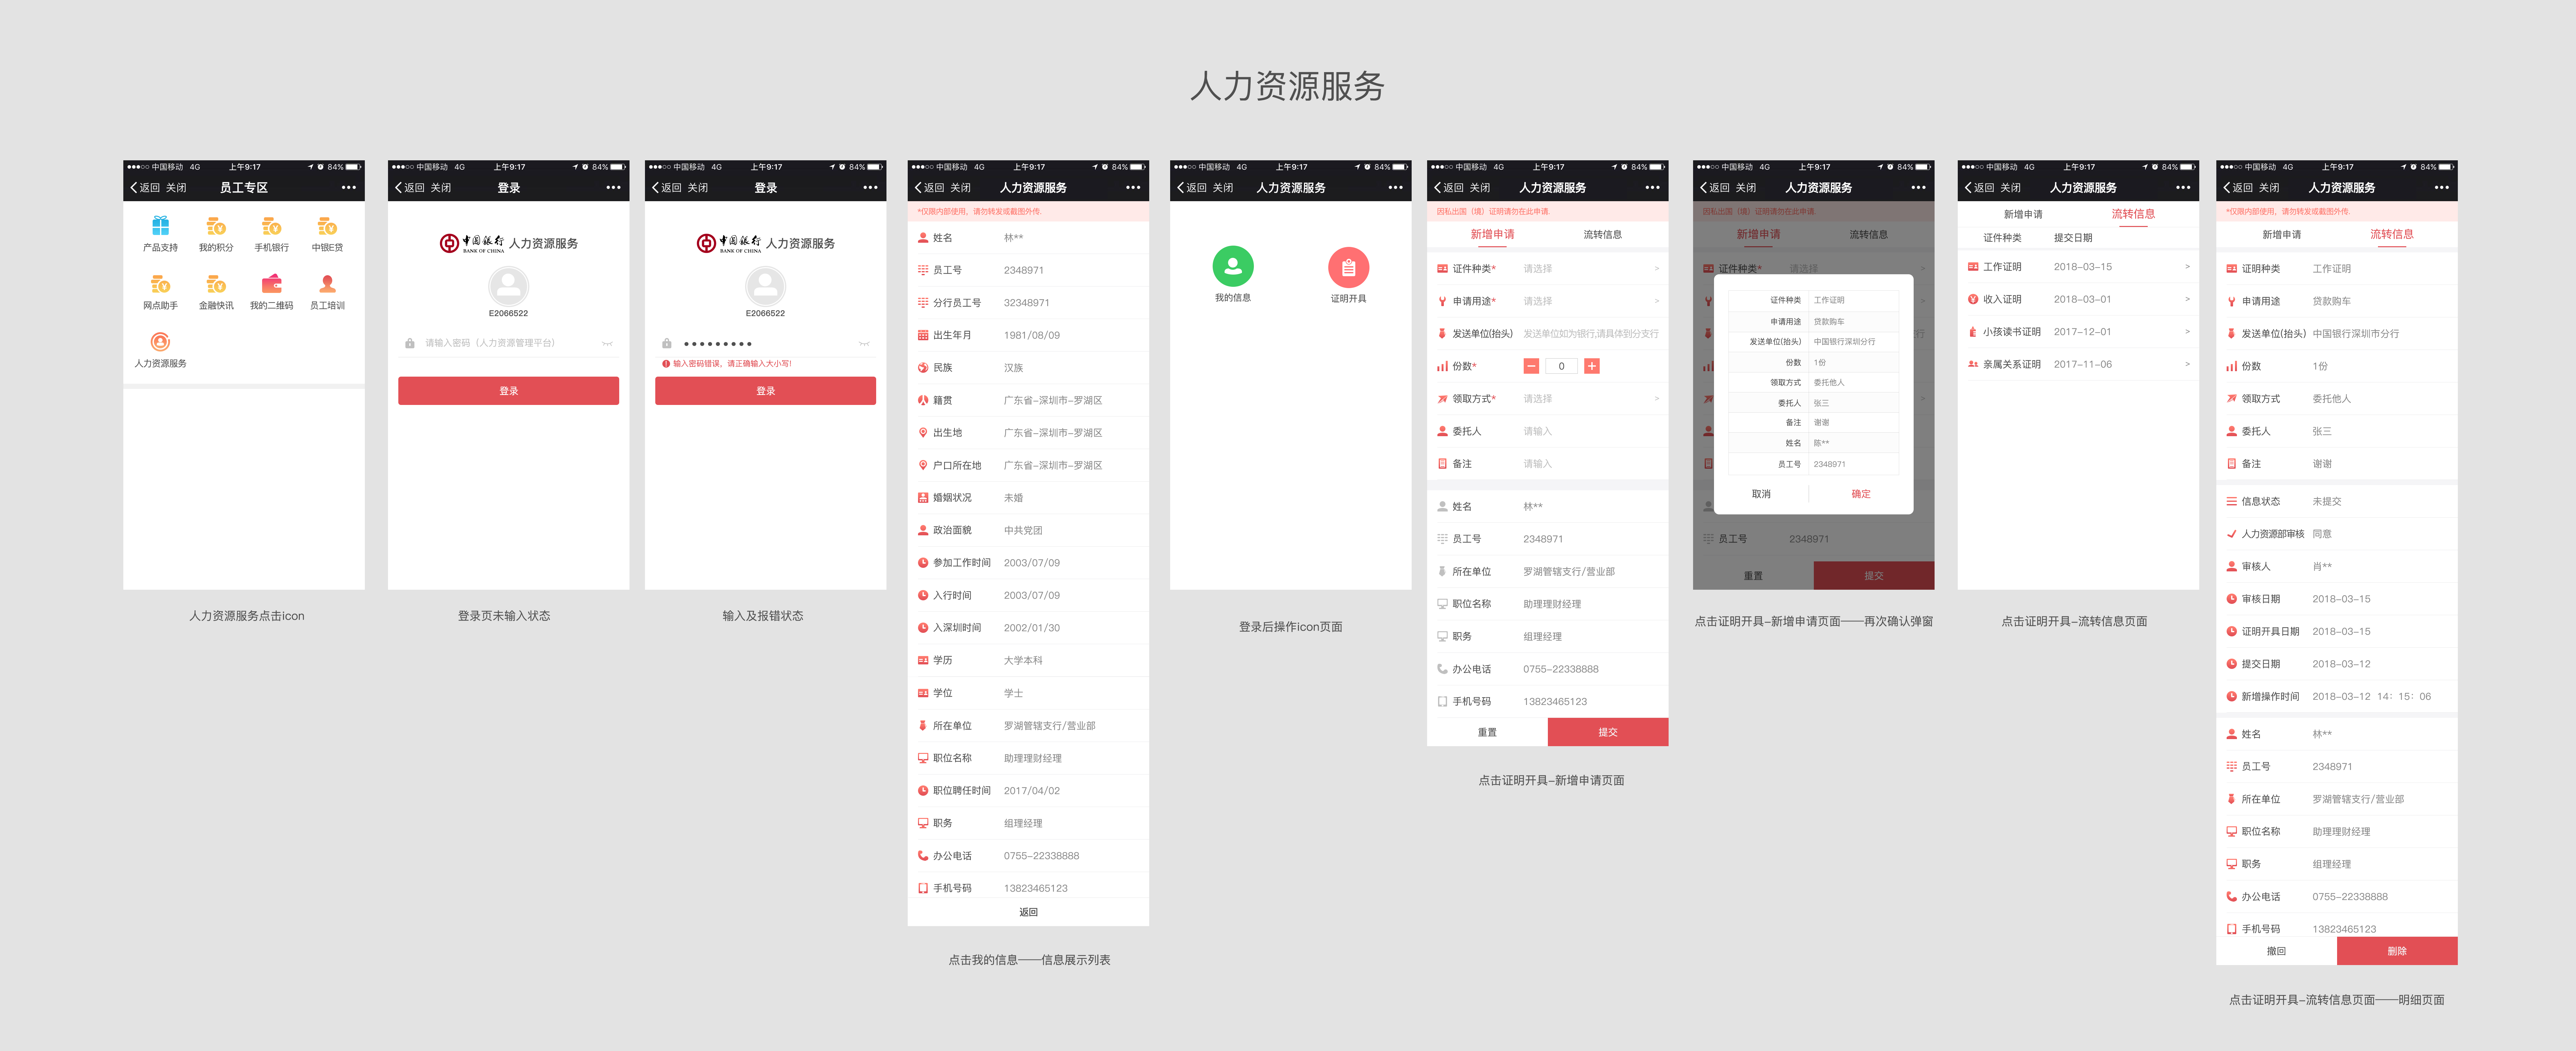 人力资源服务
中国移动 4G 上午9:17 84%
返回 关闭 员工专区
产品支持 我的积分 手机银行 中银E贷
网点助手 金融快讯 我的二维码 员工培训
人力资源服务
人力资源服务点击icon
中国移动 4G 上午9:17 84%
返回 关闭 登录
中国银行 BANK OF CHINA 人力资源服务
E2066522
请输入密码（人力资源管理平台）
登录
登录页未输入状态
中国移动 4G 上午9:17 84%
返回 关闭 登录
中国银行 BANK OF CHINA 人力资源服务
E2066522
输入密码错误，请正确输入大小写!
登录
输入及报错状态
中国移动 4G 上午9:17 84%
返回 关闭 人力资源服务
*仅限内部使用，请勿转发或截图外传.
姓名 林**
员工号 2348971
分行员工号 32348971
出生年月 1981/08/09
民族 汉族
籍贯 广东省-深圳市-罗湖区
出生地 广东省-深圳市-罗湖区
户口所在地 广东省-深圳市-罗湖区
婚姻状况 未婚
政治面貌 中共党团
参加工作时间 2003/07/09
入行时间 2003/07/09
入深圳时间 2002/01/30
学历 大学本科
学位 学士
所在单位 罗湖管辖支行/营业部
职位名称 助理理财经理
职位聘任时间 2017/04/02
职务 组理经理
办公电话 0755-22338888
手机号码 13823465123
返回
点击我的信息——信息展示列表
中国移动 4G 上午9:17 84%
返回 关闭 人力资源服务
我的信息 证明开具
登录后操作icon页面
中国移动 4G 上午9:17 84%
返回 关闭 人力资源服务
因私出国（境）证明请勿在此申请.
新增申请 流转信息
证件种类* 请选择 >
申请用途* 请选择 >
发送单位(抬头) 发送单位如为银行,请具体到分支行
份数* 0
领取方式* 请选择 >
委托人 请输入
备注 请输入
姓名 林**
员工号 2348971
所在单位 罗湖管辖支行/营业部
职位名称 助理理财经理
职务 组理经理
办公电话 0755-22338888
手机号码 13823465123
重置 提交
点击证明开具-新增申请页面
中国移动 4G 上午9:17 84%
返回 关闭 人力资源服务
因私出国（境）证明请勿在此申请.
新增申请 流转信息
证件种类* 请选择 >
证件种类 工作证明
申请用途 贷款购车
发送单位(抬头) 中国银行深圳分行
份数 1份
领取方式 委托他人
委托人 张三
备注 谢谢
姓名 陈**
员工号 2348971
取消 确定
员工号 2348971
重置 提交
点击证明开具-新增申请页面——再次确认弹窗
中国移动 4G 上午9:17 84%
返回 关闭 人力资源服务
新增申请 流转信息
证件种类 提交日期
工作证明 2018-03-15 >
收入证明 2018-03-01 >
小孩读书证明 2017-12-01 >
亲属关系证明 2017-11-06 >
点击证明开具-流转信息页面
中国移动 4G 上午9:17 84%
返回 关闭 人力资源服务
*仅限内部使用，请勿转发或截图外传.
新增申请 流转信息
证明种类 工作证明
申请用途 贷款购车
发送单位(抬头) 中国银行深圳市分行
份数 1份
领取方式 委托他人
委托人 张三
备注 谢谢
信息状态 未提交
人力资源部审核 同意
审核人 肖**
审核日期 2018-03-15
证明开具日期 2018-03-15
提交日期 2018-03-12
新增操作时间 2018-03-12 14：15：06
姓名 林**
员工号 2348971
所在单位 罗湖管辖支行/营业部
职位名称 助理理财经理
职务 组理经理
办公电话 0755-22338888
手机号码 13823465123
撤回 删除
点击证明开具-流转信息页面——明细页面